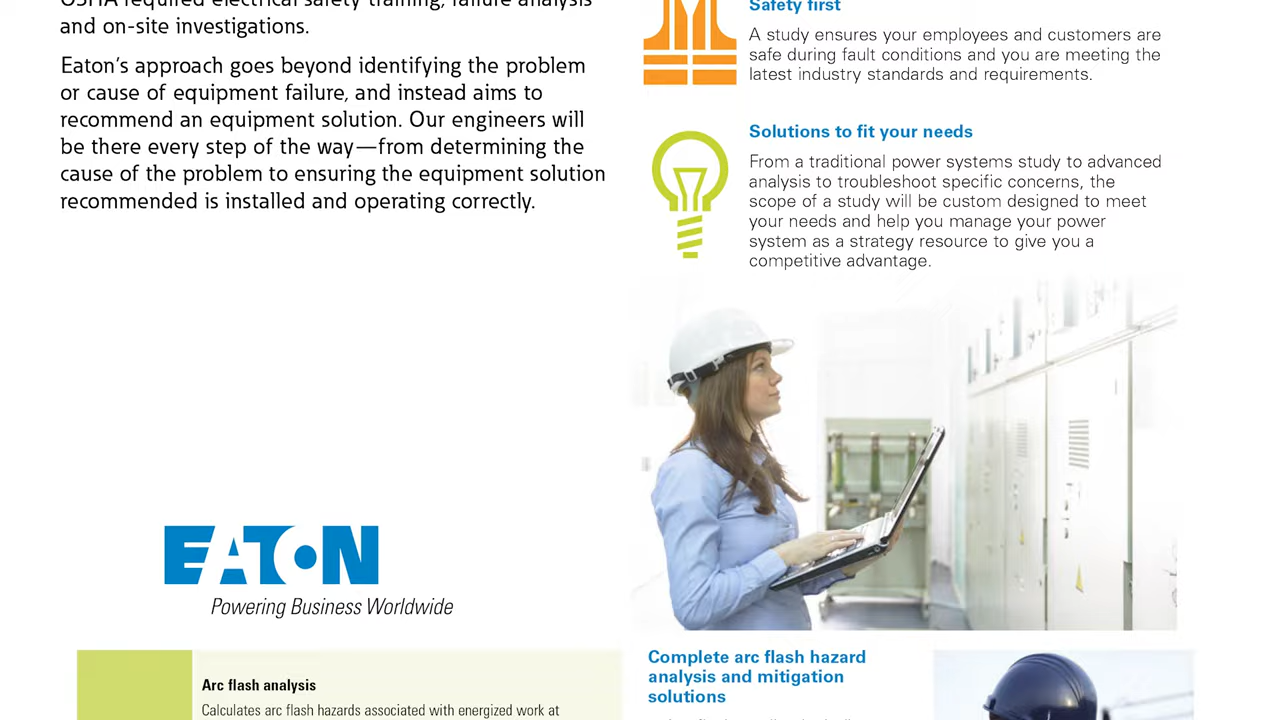 OSHA required electrical safety training, failure analysis
and on-site investigations.
Eaton's approach goes beyond identifying the problem
or cause of equipment failure, and instead aims to
recommend an equipment solution. Our engineers will
be there every step of the way—from determining the
cause of the problem to ensuring the equipment solution
recommended is installed and operating correctly.
EATON
Powering Business Worldwide
Safety first
A study ensures your employees and customers are
safe during fault conditions and you are meeting the
latest industry standards and requirements.
Solutions to fit your needs
From a traditional power systems study to advanced
analysis to troubleshoot specific concerns, the
scope of a study will be custom designed to meet
your needs and help you manage your power
system as a strategy resource to give you a
competitive advantage.
Arc flash analysis
Calculates arc flash hazards associated with energized work at
Complete arc flash hazard
analysis and mitigation
solutions